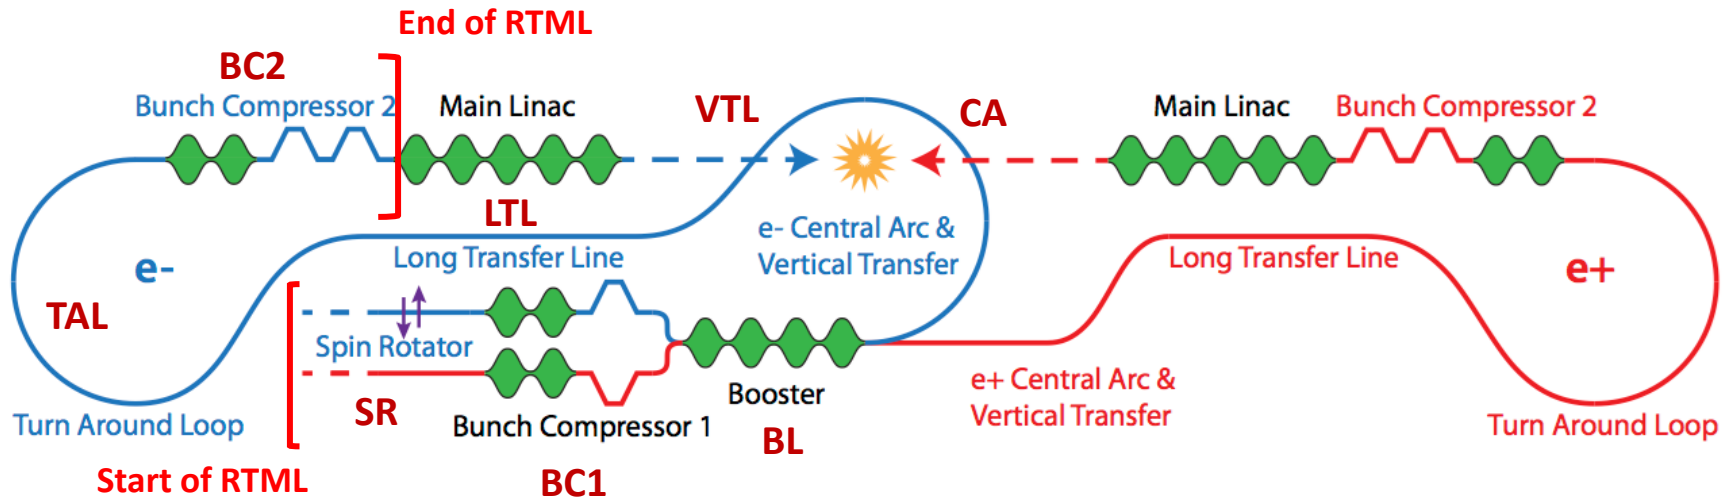 End of RTML
BC2
Bunch Compressor 2
Main Linac
VTL
CA
Main Linac
Bunch Compressor 2
LTL
e- Central Arc &
Vertical Transfer
Long Transfer Line
Long Transfer Line
e-
e+
TAL
Spin Rotator
SR
Bunch Compressor 1
BC1
Booster
BL
e+ Central Arc &
Vertical Transfer
Turn Around Loop
Turn Around Loop
Start of RTML